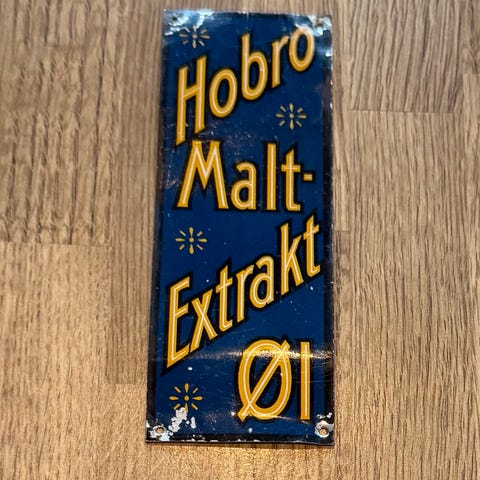 Hobro
Malt-
Extrakt
Øl